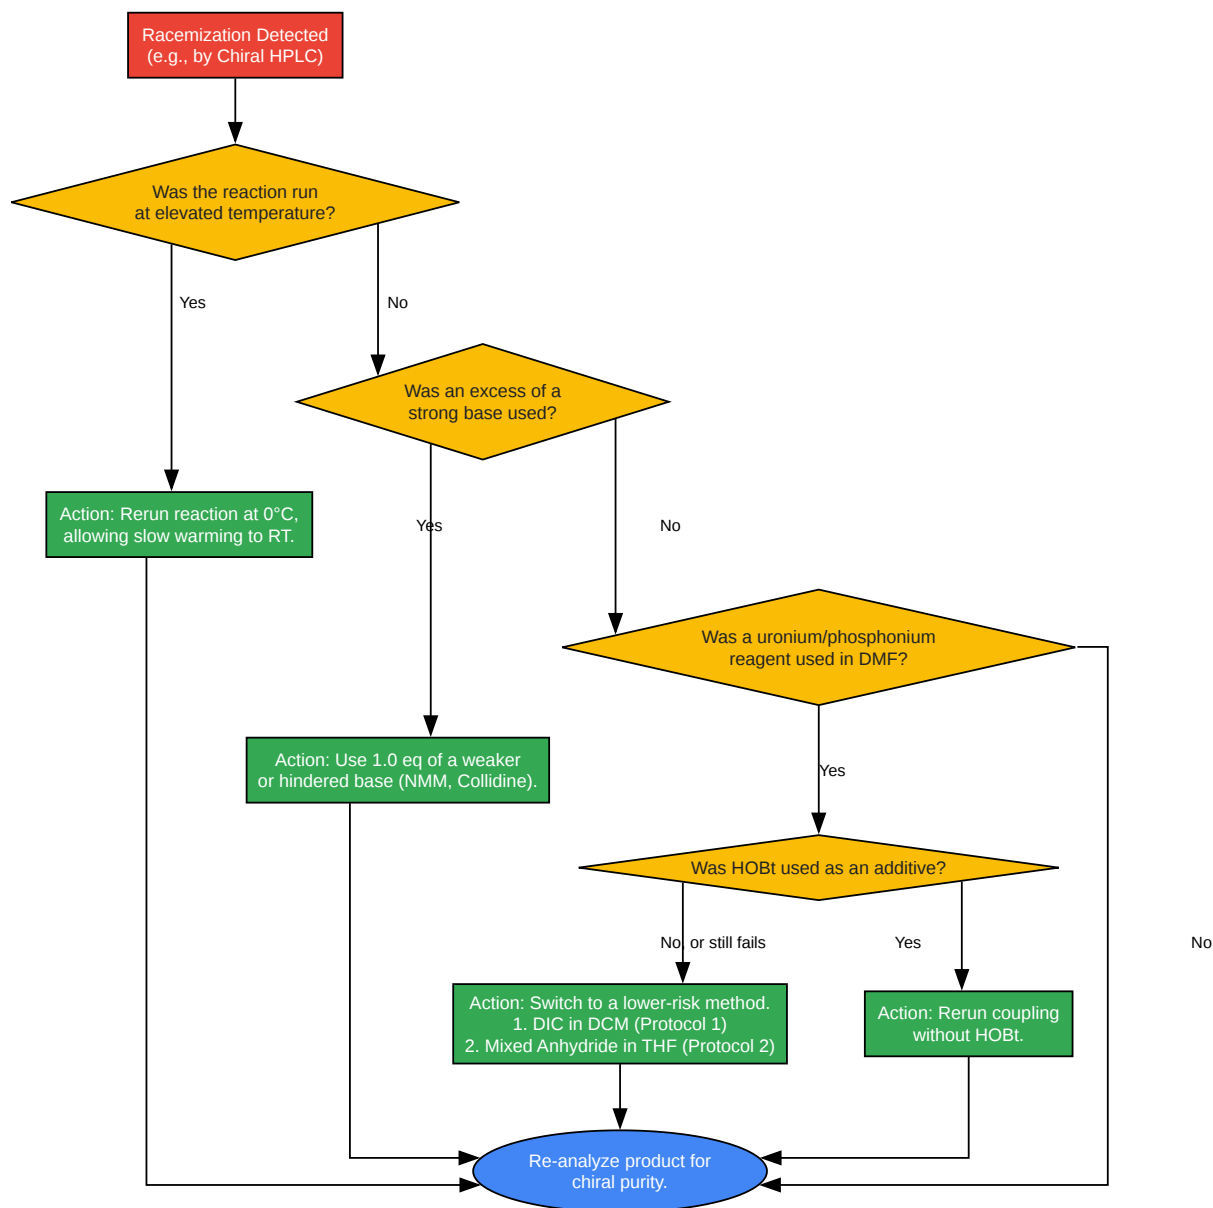 Racemization Detected
(e.g., by Chiral HPLC)
Was the reaction run
at elevated temperature?
Yes
No
Was an excess of a
strong base used?
Action: Rerun reaction at 0°C,
allowing slow warming to RT.
Yes
No
Was a uronium/phosphonium
reagent used in DMF?
Action: Use 1.0 eq of a weaker
or hindered base (NMM, Collidine).
Yes
Was HOBt used as an additive?
No, or still fails
Yes
No
Action: Switch to a lower-risk method.
1. DIC in DCM (Protocol 1)
2. Mixed Anhydride in THF (Protocol 2)
Action: Rerun coupling
without HOBt.
Re-analyze product for
chiral purity.